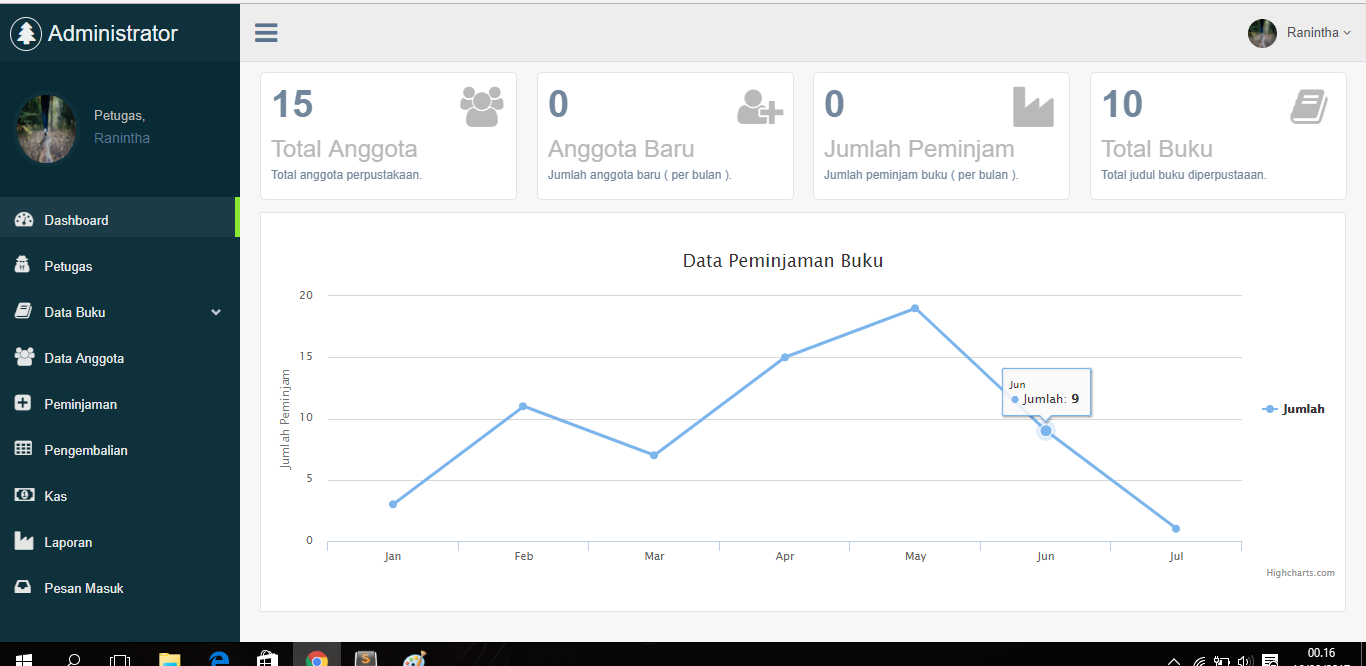 Administrator
Ranintha
Petugas,
Ranintha
Dashboard
Petugas
Data Buku
Data Anggota
Peminjaman
Pengembalian
Kas
Laporan
Pesan Masuk
15
Total Anggota
Total anggota perpustakaan.
0
Anggota Baru
Jumlah anggota baru ( per bulan ).
0
Jumlah Peminjam
Jumlah peminjam buku ( per bulan ).
10
Total Buku
Total judul buku diperpustaaan.
Data Peminjaman Buku
Jumlah Peminjam
20
15
10
5
0
Jan Feb Mar Apr May Jun Jul
Jun
Jumlah: 9
Jumlah
Highcharts.com
00.16